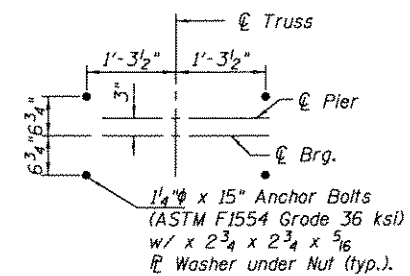 ℄ Truss
1'-3½" 1'-3½"
3"
6¾"
6¾"
℄ Pier
℄ Brg.
1¼"ϕ x 15" Anchor Bolts
(ASTM F1554 Grade 36 ksi)
w/ x 2¾ x 2¾ x 5⁄16
⅊ Washer under Nut (typ.).